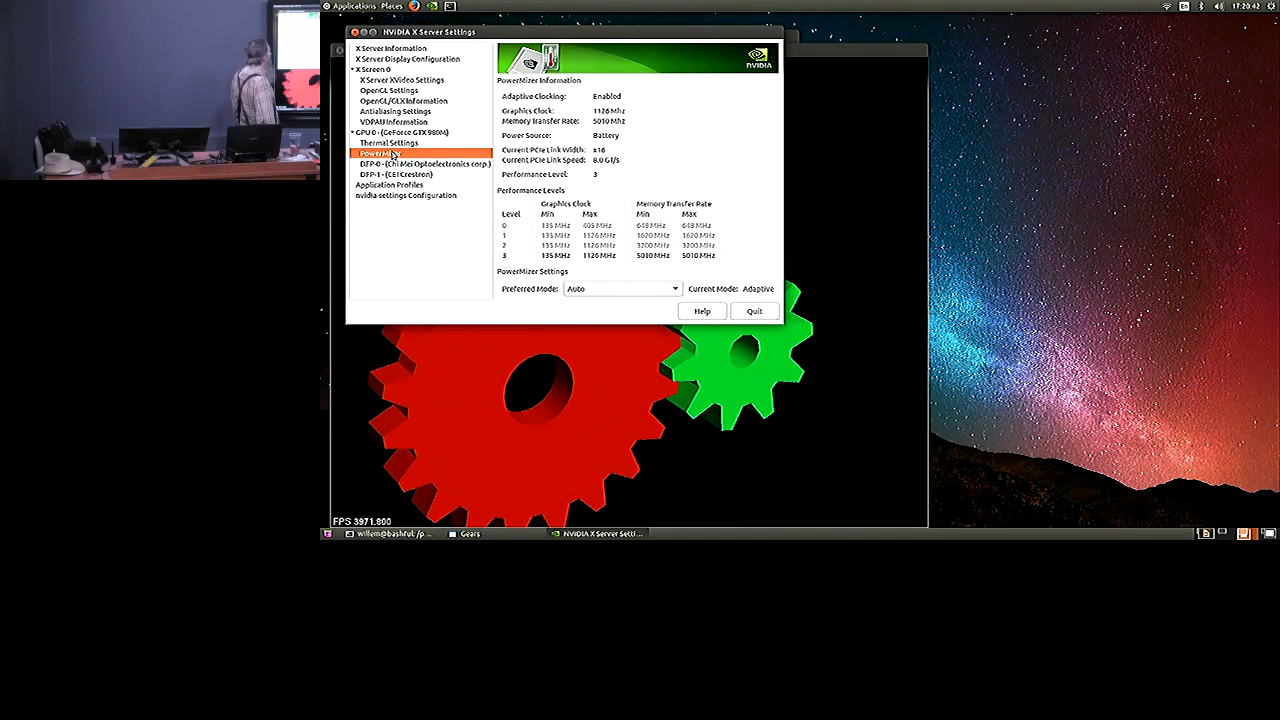 Applications Places
En
17:20:42
NVIDIA X Server Settings
X Server Information
X Server Display Configuration
X Screen 0
X Server XVideo Settings
OpenGL Settings
OpenGL/GLX Information
Antialiasing Settings
VDPAU Information
GPU 0 - (GeForce GTX 980M)
Thermal Settings
PowerMizer
DFP-0 - (Chi Mei Optoelectronics corp.)
DFP-1 - (CEI Crestron)
Application Profiles
nvidia-settings Configuration
NVIDIA
PowerMizer Information
Adaptive Clocking: Enabled
Graphics Clock: 1126 Mhz
Memory Transfer Rate: 5010 Mhz
Power Source: Battery
Current PCIe Link Width: x16
Current PCIe Link Speed: 8.0 GT/s
Performance Level: 3
Performance Levels
Graphics Clock Memory Transfer Rate
Level Min Max Min Max
0 135 MHz 405 MHz 648 MHz 648 MHz
1 135 MHz 1126 MHz 1620 MHz 1620 MHz
2 135 MHz 1126 MHz 3200 MHz 3200 MHz
3 135 MHz 1126 MHz 5010 MHz 5010 MHz
PowerMizer Settings
Preferred Mode: Auto Current Mode: Adaptive
Help Quit
FPS 3971.800
willem@bashful: /p... Gears NVIDIA X Server Setti...